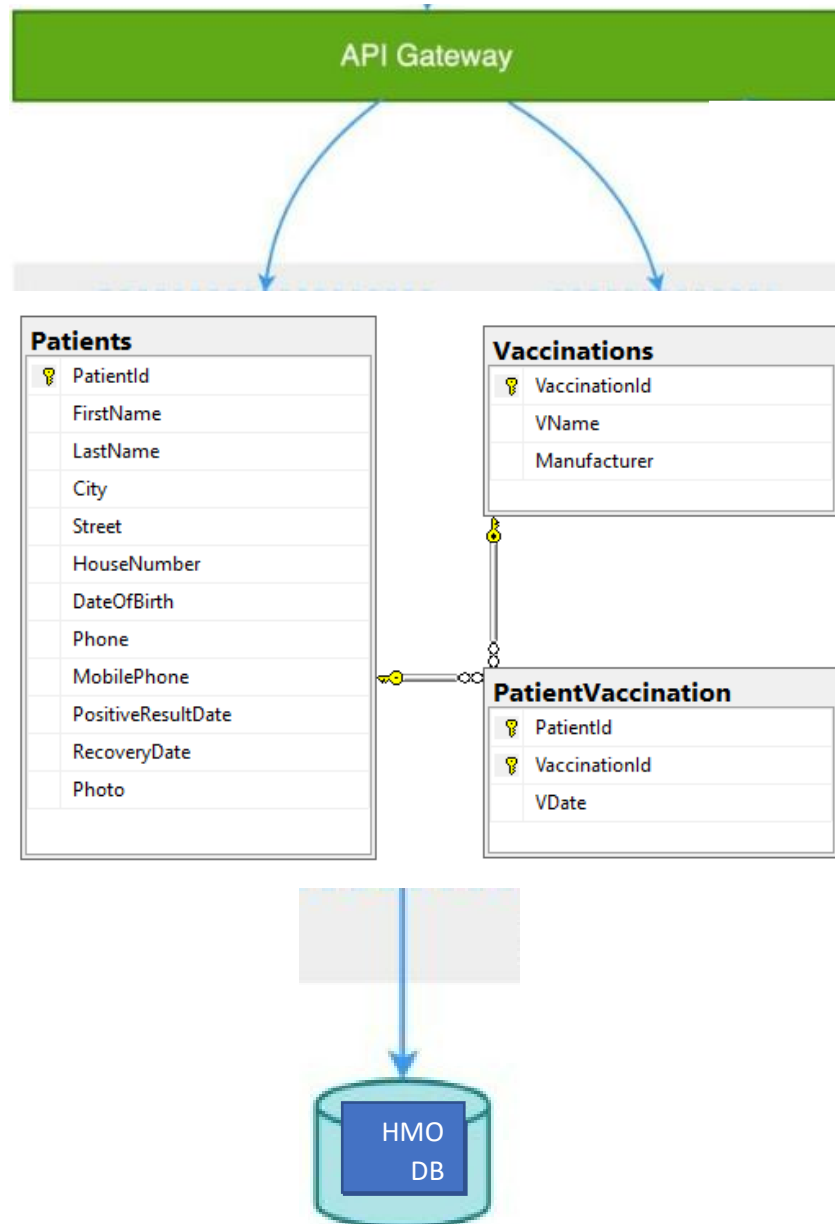 API Gateway
Patients
PatientId
FirstName
LastName
City
Street
HouseNumber
DateOfBirth
Phone
MobilePhone
PositiveResultDate
RecoveryDate
Photo
Vaccinations
VaccinationId
VName
Manufacturer
PatientVaccination
PatientId
VaccinationId
VDate
HMO
DB